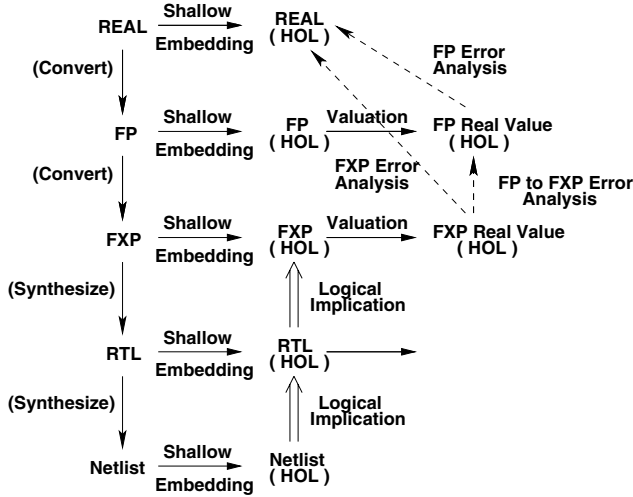 REAL
Shallow
Embedding
REAL
( HOL )
(Convert)
FP Error
Analysis
FP
Shallow
Embedding
FP
( HOL )
Valuation
FP Real Value
( HOL )
(Convert)
FXP Error
Analysis
FP to FXP Error
Analysis
FXP
Shallow
Embedding
FXP
( HOL )
Valuation
FXP Real Value
( HOL )
(Synthesize)
Logical
Implication
RTL
Shallow
Embedding
RTL
( HOL )
(Synthesize)
Logical
Implication
Netlist
Shallow
Embedding
Netlist
( HOL )